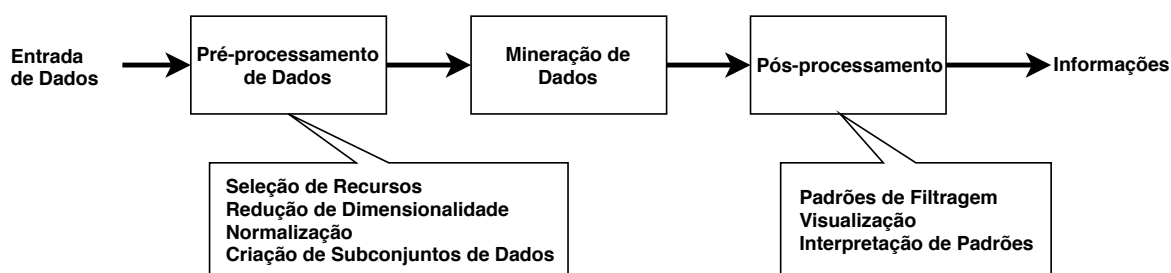 Entrada
de Dados
Pré-processamento
de Dados
Mineração de
Dados
Pós-processamento
Informações
Seleção de Recursos
Redução de Dimensionalidade
Normalização
Criação de Subconjuntos de Dados
Padrões de Filtragem
Visualização
Interpretação de Padrões